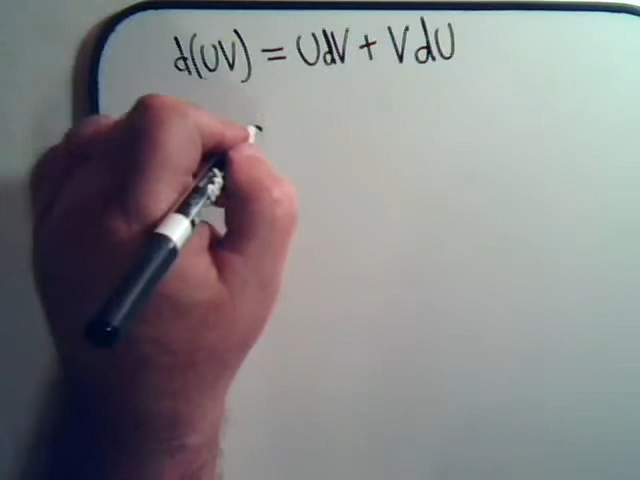 d(UV) = UdV + VdU